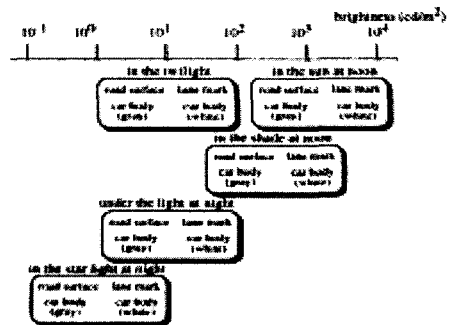 brightness (cd/m²)
10⁻¹ 10⁰ 10¹ 10² 10³ 10⁴
in the twilight in the sun at noon
road surface lane mark road surface lane mark
car body car body car body car body
(gray) (white) (gray) (white)
in the shade at noon
road surface lane mark
car body car body
(gray) (white)
under the light at night
road surface lane mark
car body car body
(gray) (white)
in the star light at night
road surface lane mark
car body car body
(gray) (white)